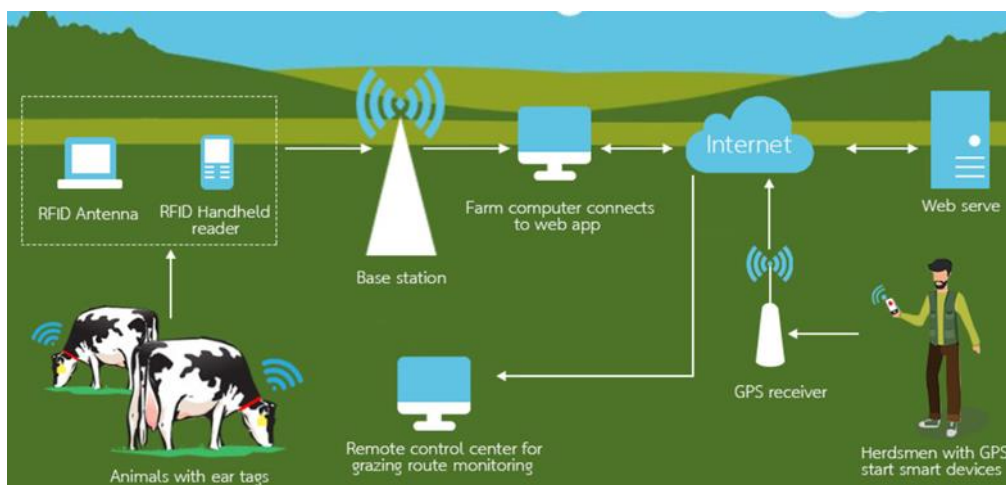 Internet
RFID Antenna
RFID Handheld
reader
Farm computer connects
to web app
Web serve
Base station
GPS receiver
Animals with ear tags
Remote control center for
grazing route monitoring
Herdsmen with GPS
start smart devices